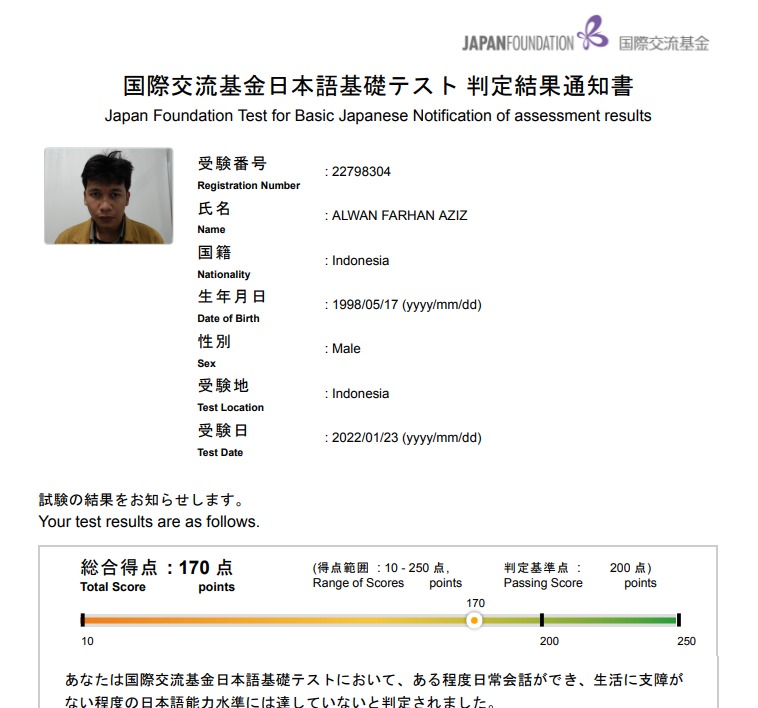 JAPANFOUNDATION 国際交流基金
国際交流基金日本語基礎テスト 判定結果通知書
Japan Foundation Test for Basic Japanese Notification of assessment results
受験番号
Registration Number
: 22798304
氏名
Name
: ALWAN FARHAN AZIZ
国籍
Nationality
: Indonesia
生年月日
Date of Birth
: 1998/05/17 (yyyy/mm/dd)
性別
Sex
: Male
受験地
Test Location
: Indonesia
受験日
Test Date
: 2022/01/23 (yyyy/mm/dd)
試験の結果をお知らせします。
Your test results are as follows.
総合得点 : 170 点 (得点範囲 : 10 - 250 点, 判定基準点 : 200 点)
Total Score points Range of Scores points Passing Score points
170
10 200 250
あなたは国際交流基金日本語基礎テストにおいて、ある程度日常会話ができ、生活に支障が
ない程度の日本語能力水準には達していないと判定されました。